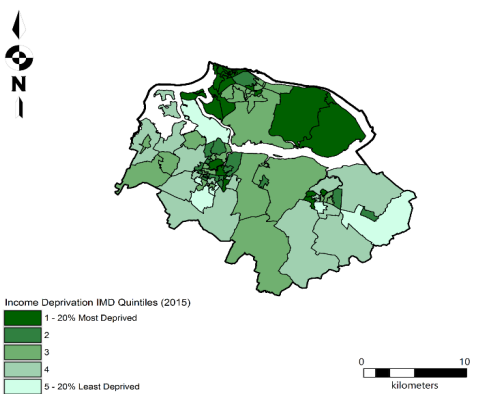 N
Income Deprivation IMD Quintiles (2015)
1 - 20% Most Deprived
2
3
4
5 - 20% Least Deprived
0 10
kilometers